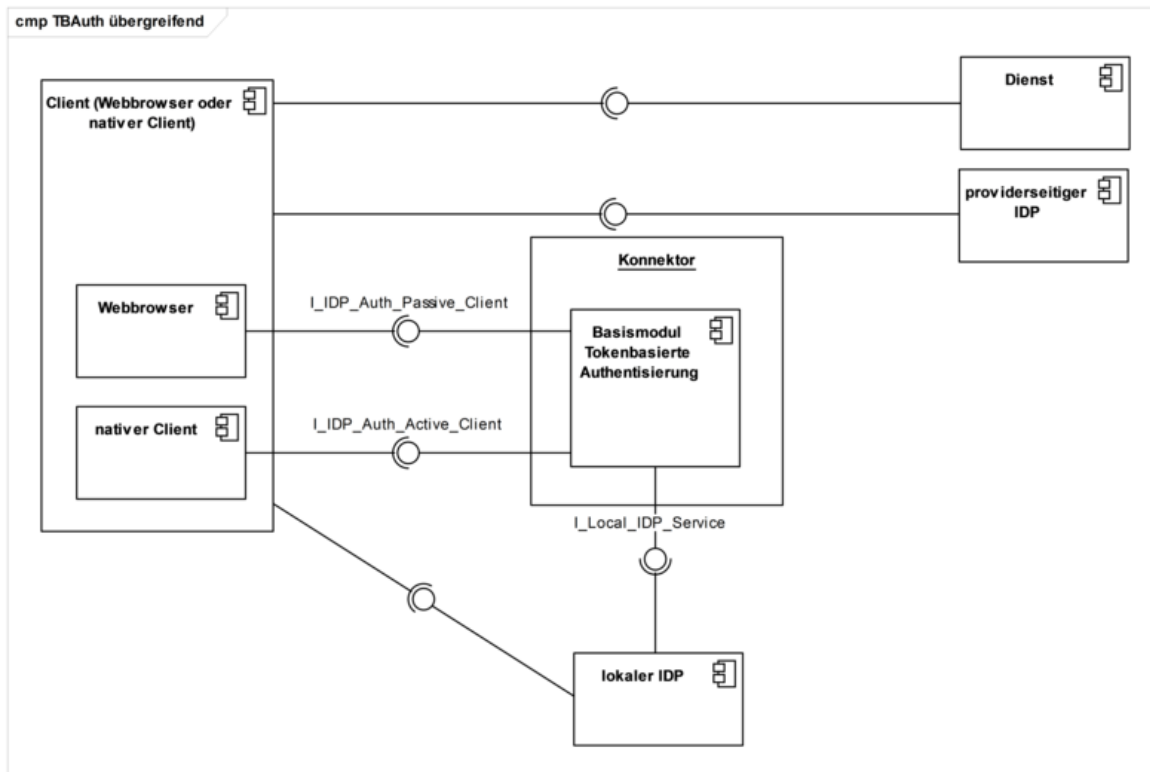 cmp TBAuth übergreifend
Client (Webbrowser oder
nativer Client)
Dienst
providerseitiger
IDP
Konnektor
Webbrowser
I_IDP_Auth_Passive_Client
Basismodul
Tokenbasierte
Authentisierung
nativer Client
I_IDP_Auth_Active_Client
I_Local_IDP_Service
lokaler IDP